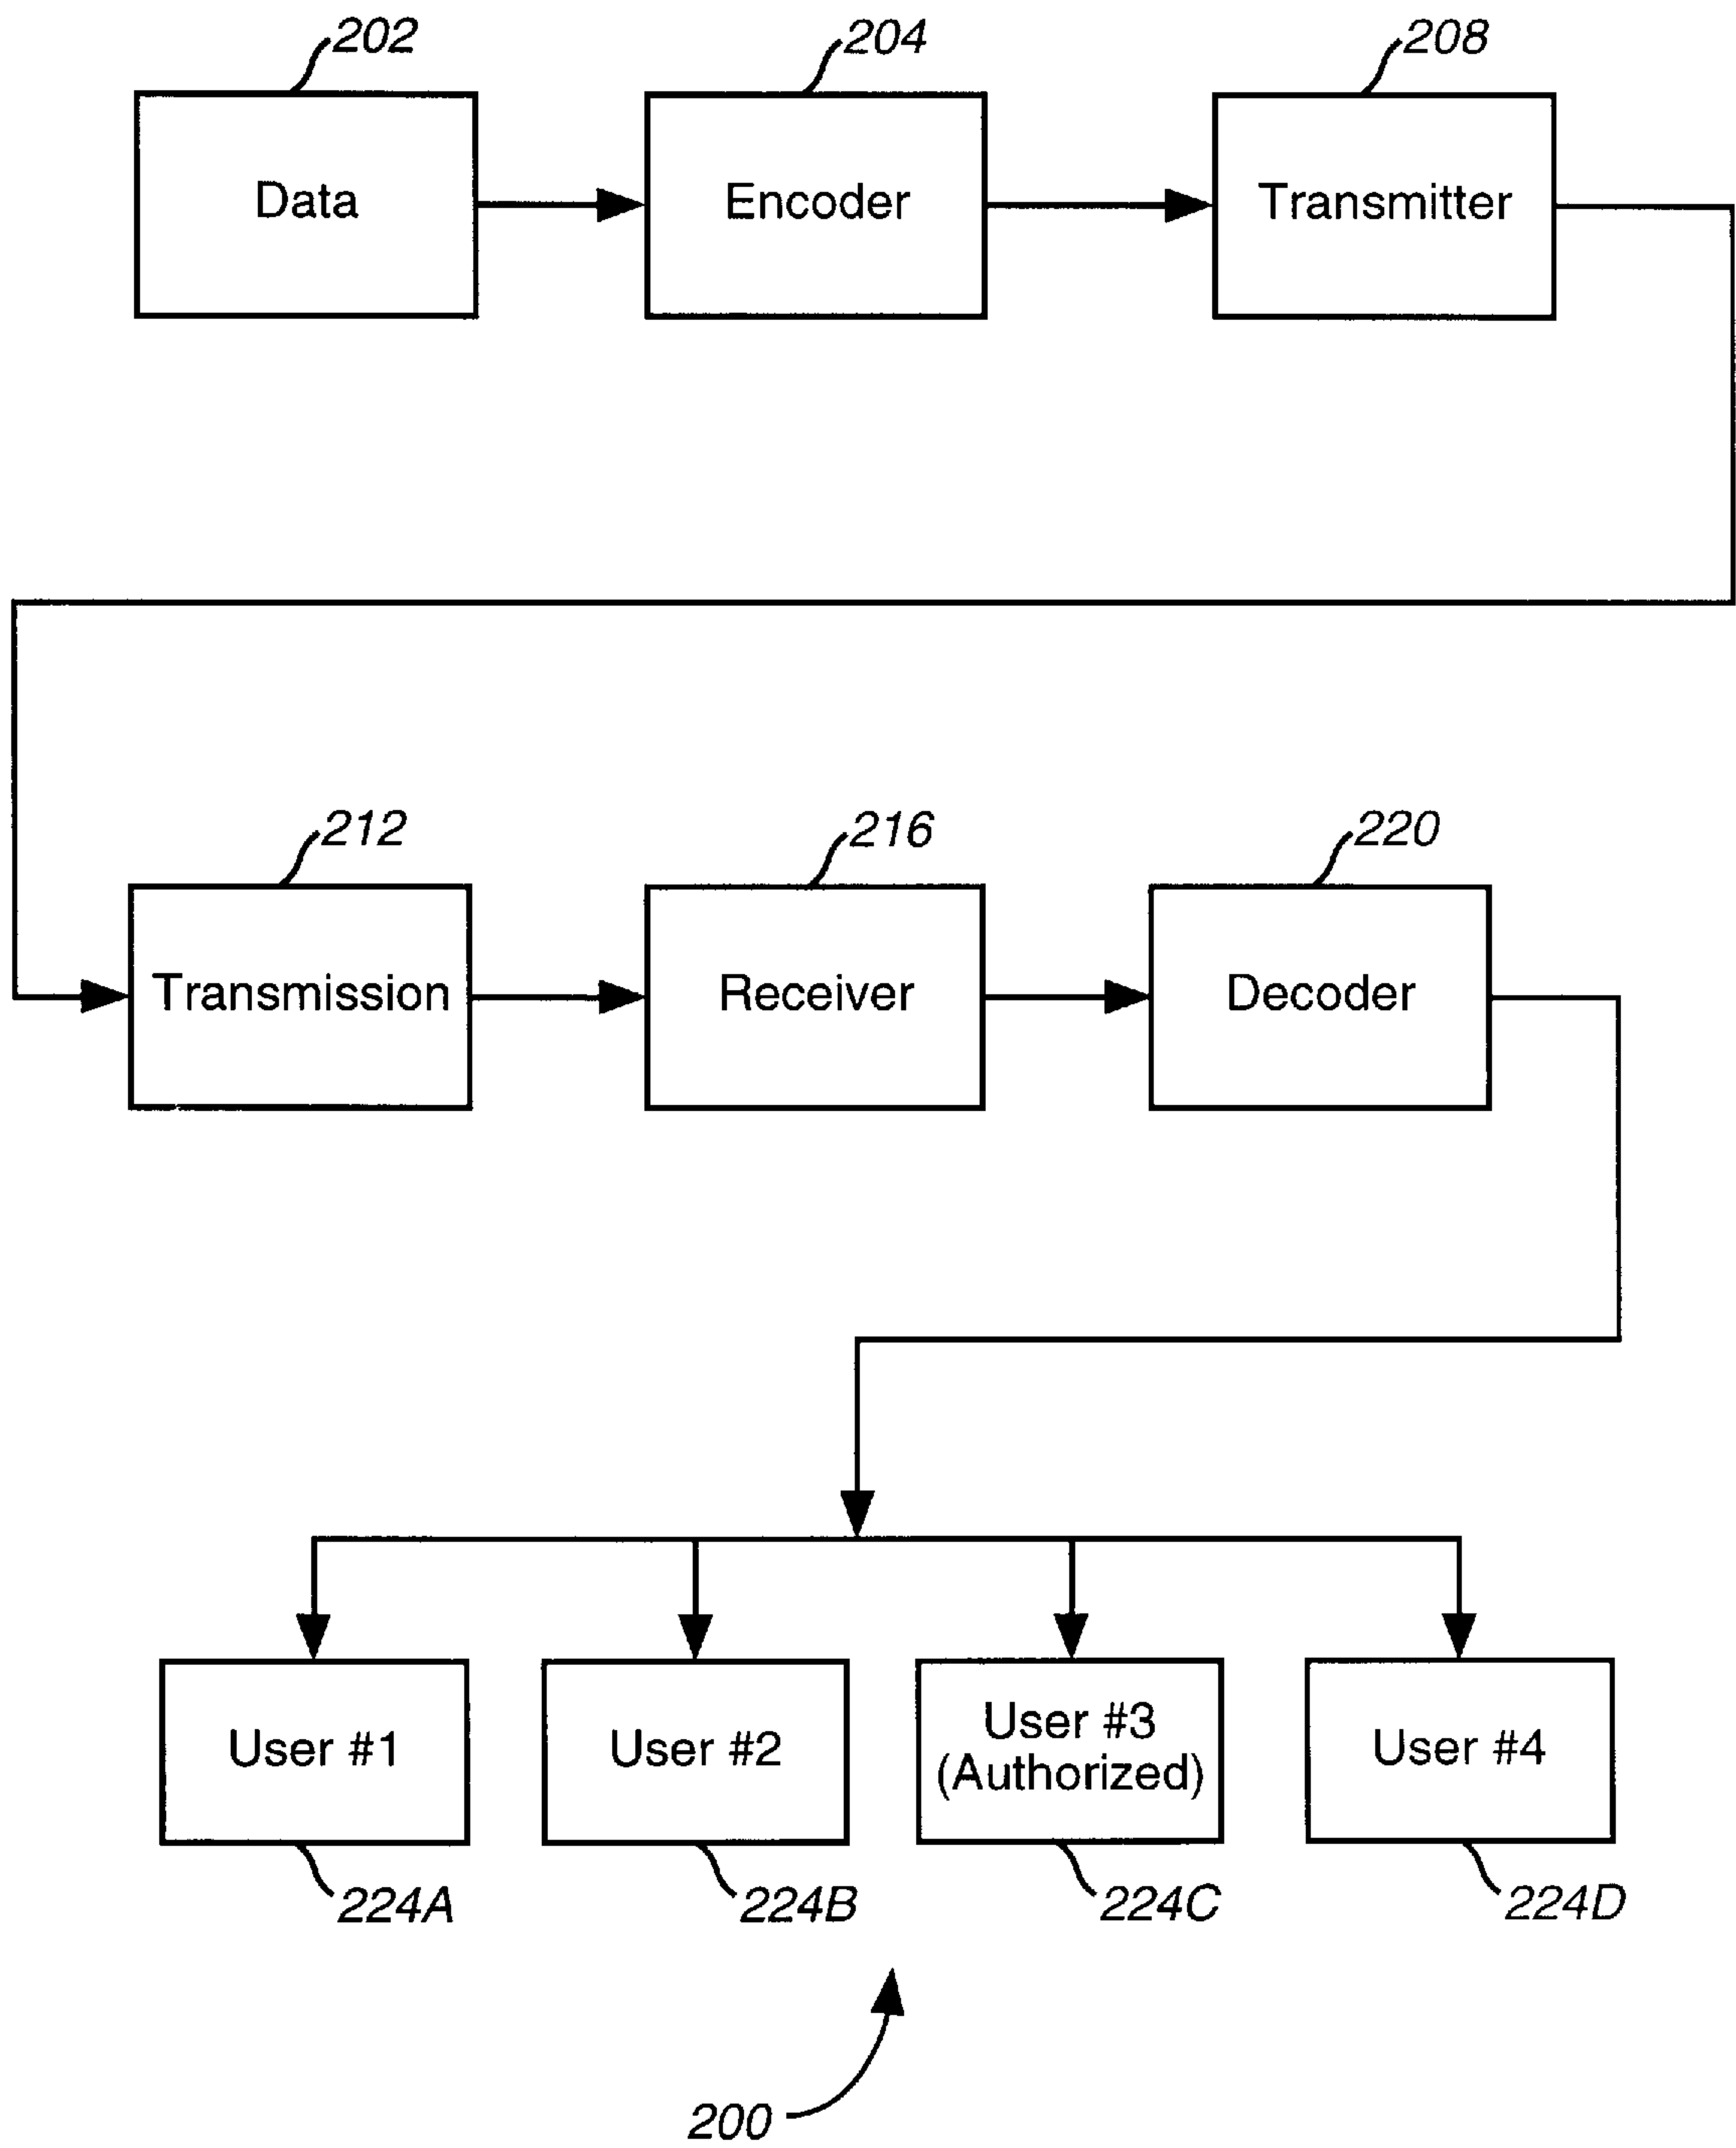 202
204
208
Data
Encoder
Transmitter
212
216
220
Transmission
Receiver
Decoder
User #1
User #2
User #3
(Authorized)
User #4
224A
224B
224C
224D
200